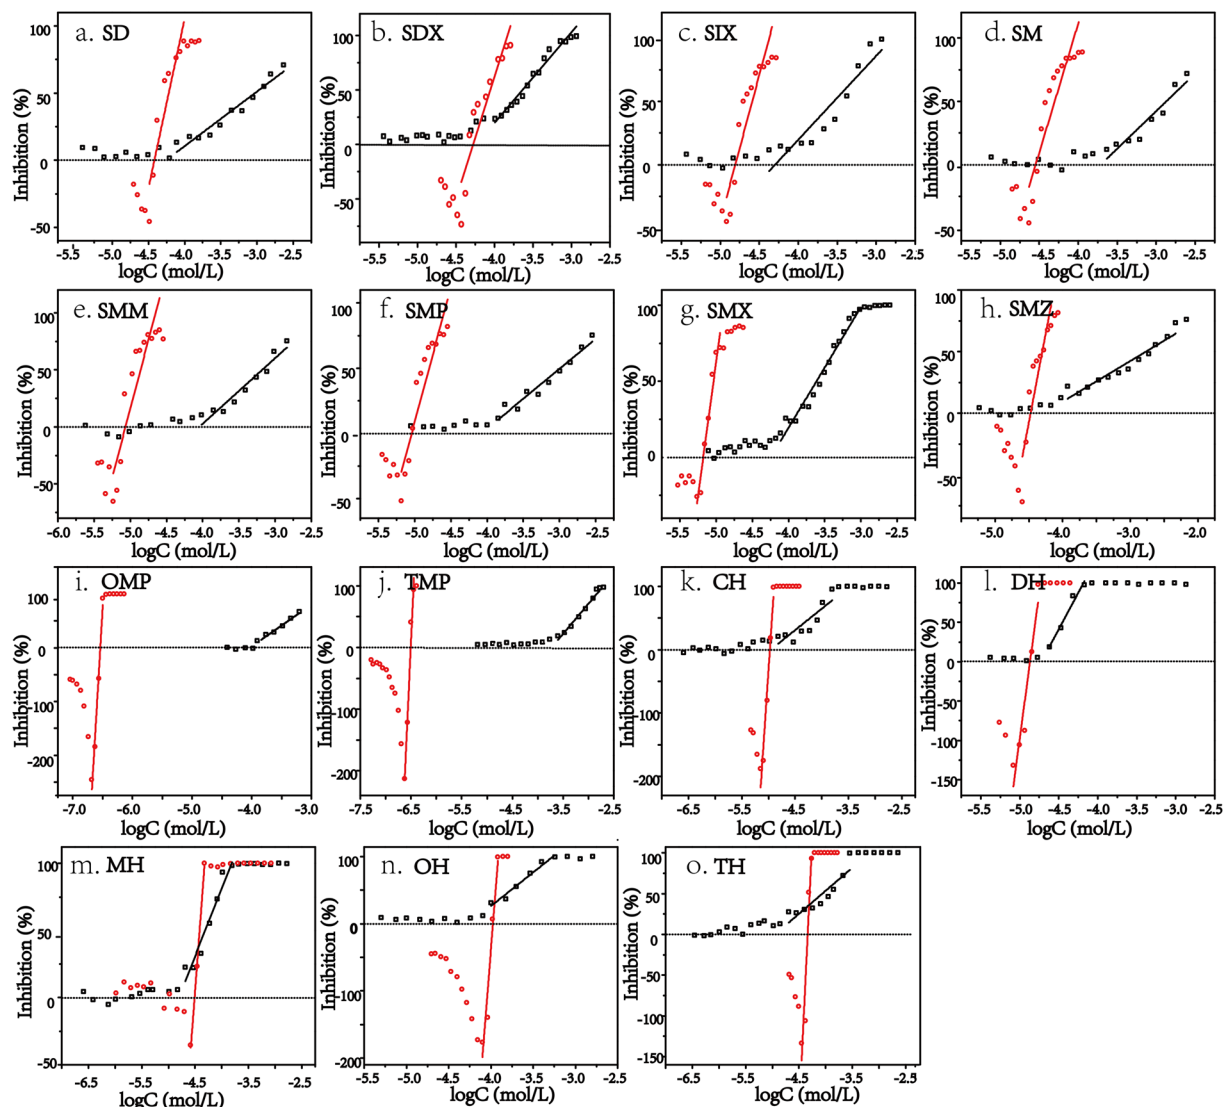 a. SD
Inhibition (%)
100
50
0
-50
-5.5 -5.0 -4.5 -4.0 -3.5 -3.0 -2.5
logC (mol/L)
b. SDX
Inhibition (%)
100
50
0
-50
-5.5 -5.0 -4.5 -4.0 -3.5 -3.0 -2.5
logC (mol/L)
c. SIX
Inhibition (%)
100
50
0
-50
-5.5 -5.0 -4.5 -4.0 -3.5 -3.0 -2.5
logC (mol/L)
d. SM
Inhibition (%)
100
50
0
-50
-5.5 -5.0 -4.5 -4.0 -3.5 -3.0 -2.5
logC (mol/L)
e. SMM
Inhibition (%)
100
50
0
-50
-6.0 -5.5 -5.0 -4.5 -4.0 -3.5 -3.0 -2.5
logC (mol/L)
f. SMP
Inhibition (%)
100
50
0
-50
-5.5 -5.0 -4.5 -4.0 -3.5 -3.0 -2.5
logC (mol/L)
g. SMX
Inhibition (%)
100
50
0
-5.5 -5.0 -4.5 -4.0 -3.5 -3.0 -2.5
logC (mol/L)
h. SMZ
Inhibition (%)
100
50
0
-50
-5.0 -4.0 -3.0 -2.0
logC (mol/L)
i. OMP
Inhibition (%)
100
0
-100
-200
-7.0 -6.0 -5.0 -4.0 -3.0
logC (mol/L)
j. TMP
Inhibition (%)
100
0
-100
-200
-7.5 -6.5 -5.5 -4.5 -3.5 -2.5
logC (mol/L)
k. CH
Inhibition (%)
100
0
-100
-200
-6.5 -5.5 -4.5 -3.5 -2.5
logC (mol/L)
l. DH
Inhibition (%)
100
50
0
-50
-100
-150
-5.5 -5.0 -4.5 -4.0 -3.5 -3.0 -2.5
logC (mol/L)
m. MH
Inhibition (%)
100
50
0
-50
-6.5 -5.5 -4.5 -3.5 -2.5
logC (mol/L)
n. OH
Inhibition (%)
100
0
-100
-200
-5.5 -5.0 -4.5 -4.0 -3.5 -3.0 -2.5
logC (mol/L)
o. TH
Inhibition (%)
100
50
0
-50
-100
-150
-6.5 -5.5 -4.5 -3.5 -2.5
logC (mol/L)